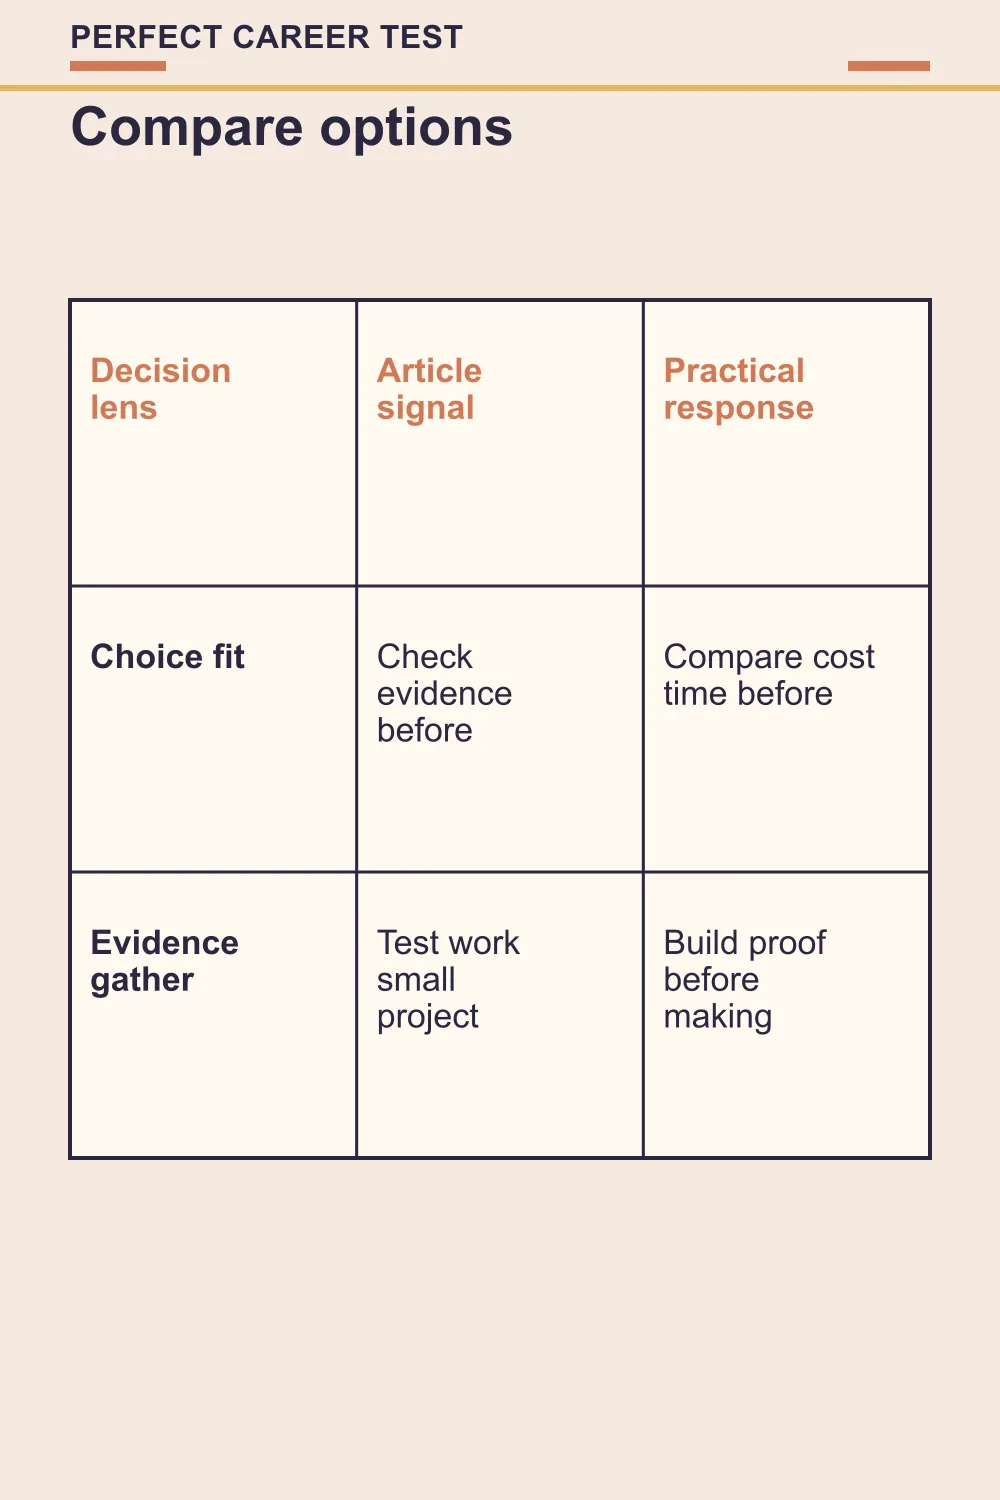 PERFECT CAREER TEST
Compare options
Decision
lens
Article
signal
Practical
response
Choice fit
Check
evidence
before
Compare cost
time before
Evidence
gather
Test work
small
project
Build proof
before
making